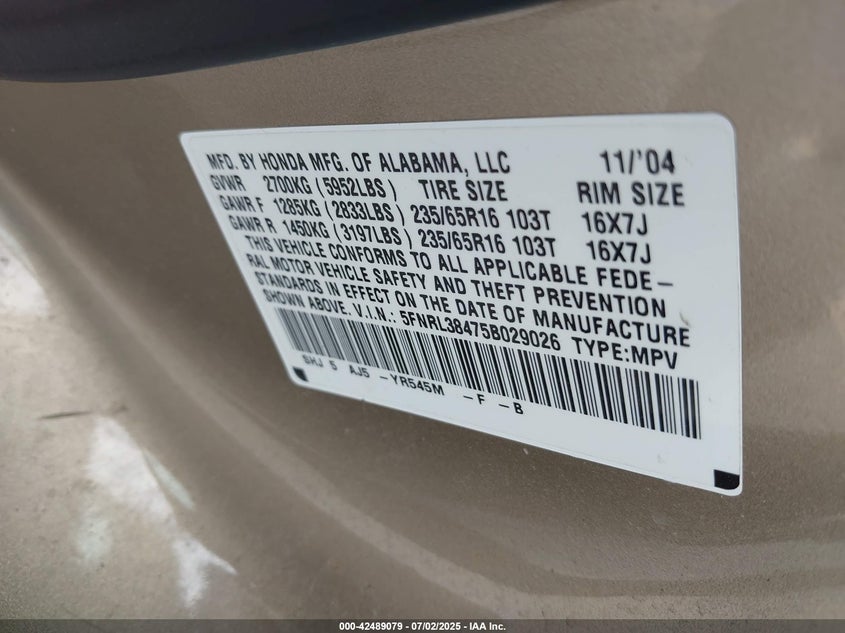 MFD. BY HONDA MFG. OF ALABAMA, LLC 11/'04
GVWR 2700KG (5952LBS) TIRE SIZE RIM SIZE
GAWR F 1285KG (2833LBS) 235/65R16 103T 16X7J
GAWR R 1450KG (3197LBS) 235/65R16 103T 16X7J
THIS VEHICLE CONFORMS TO ALL APPLICABLE FEDE-
RAL MOTOR VEHICLE SAFETY AND THEFT PREVENTION
STANDARDS IN EFFECT ON THE DATE OF MANUFACTURE
SHOWN ABOVE. V.I.N.: 5FNRL38475B029026 TYPE:MPV
SHJ 5 AJ5 -YR545M -F -B
000-42489079 - 07/02/2025 - IAA Inc.